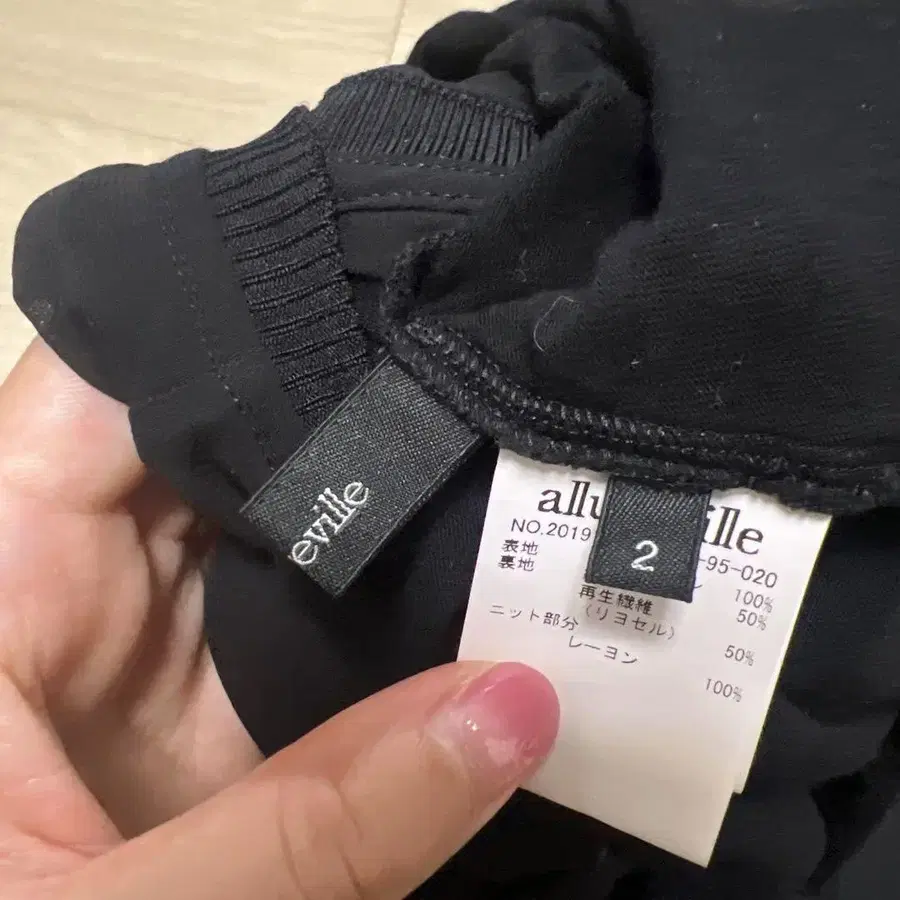 eville
allu ille
2
NO.2019 -95-020
表地 100%
裏地 50%
再生繊維
(リヨセル) 50%
ニット部分
レーヨン 100%